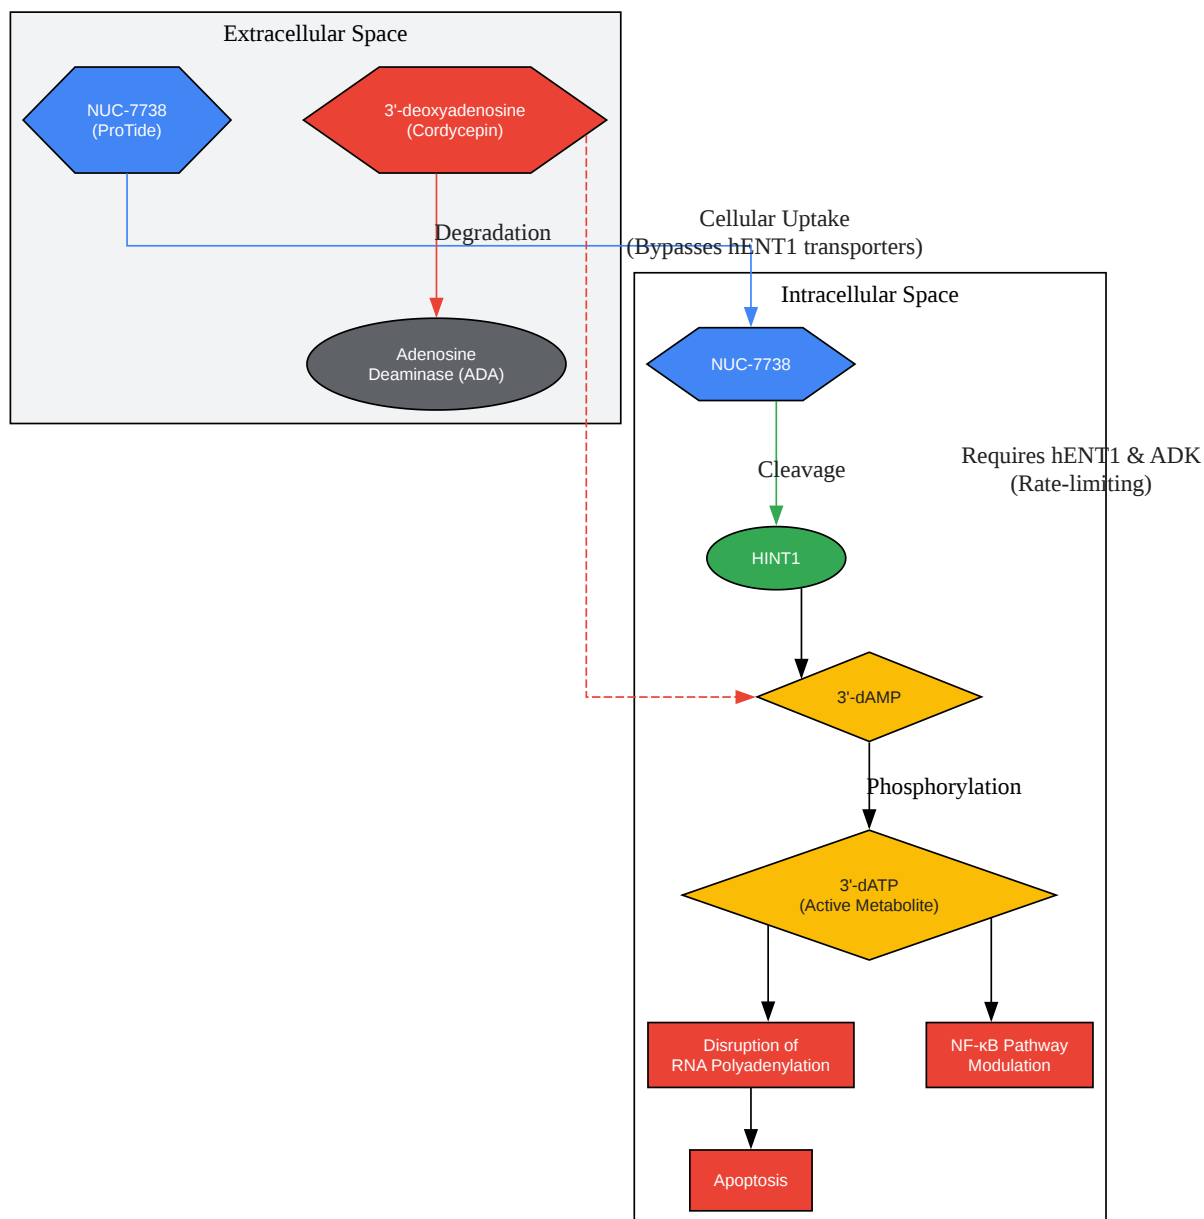 Extracellular Space
NUC-7738
(ProTide)
3'-deoxyadenosine
(Cordycepin)
Degradation
Cellular Uptake
(Bypasses hENT1 transporters)
Intracellular Space
Adenosine
Deaminase (ADA)
NUC-7738
Cleavage
Requires hENT1 & ADK
(Rate-limiting)
HINT1
3'-dAMP
Phosphorylation
3'-dATP
(Active Metabolite)
Disruption of
RNA Polyadenylation
NF-κB Pathway
Modulation
Apoptosis